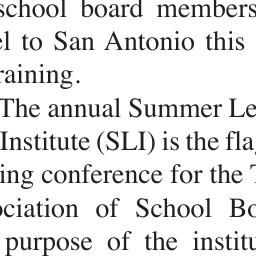 school board members
el to San Antonio this
raining.
The annual Summer Le
Institute (SLI) is the fla
ing conference for the T
ociation of School Bo
purpose of the institu